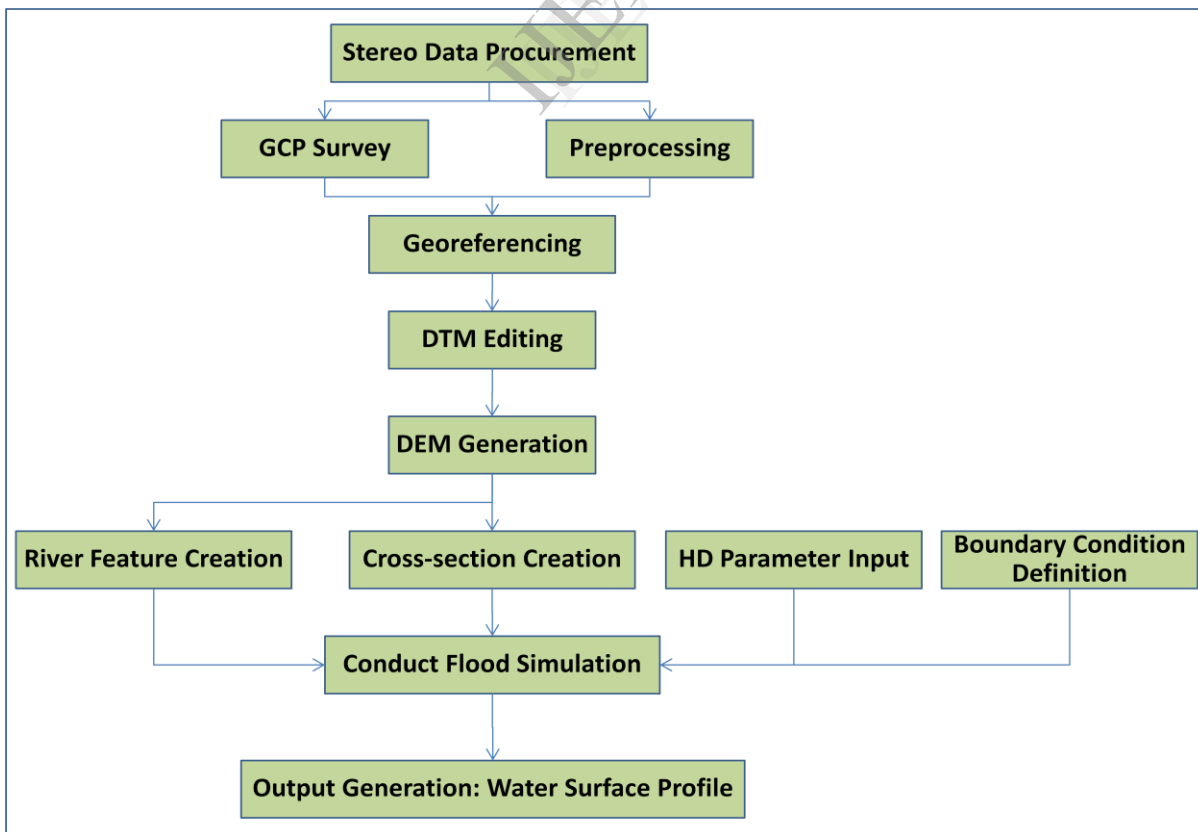 Stereo Data Procurement
GCP Survey
Preprocessing
Georeferencing
DTM Editing
DEM Generation
River Feature Creation
Cross-section Creation
HD Parameter Input
Boundary Condition
Definition
Conduct Flood Simulation
Output Generation: Water Surface Profile